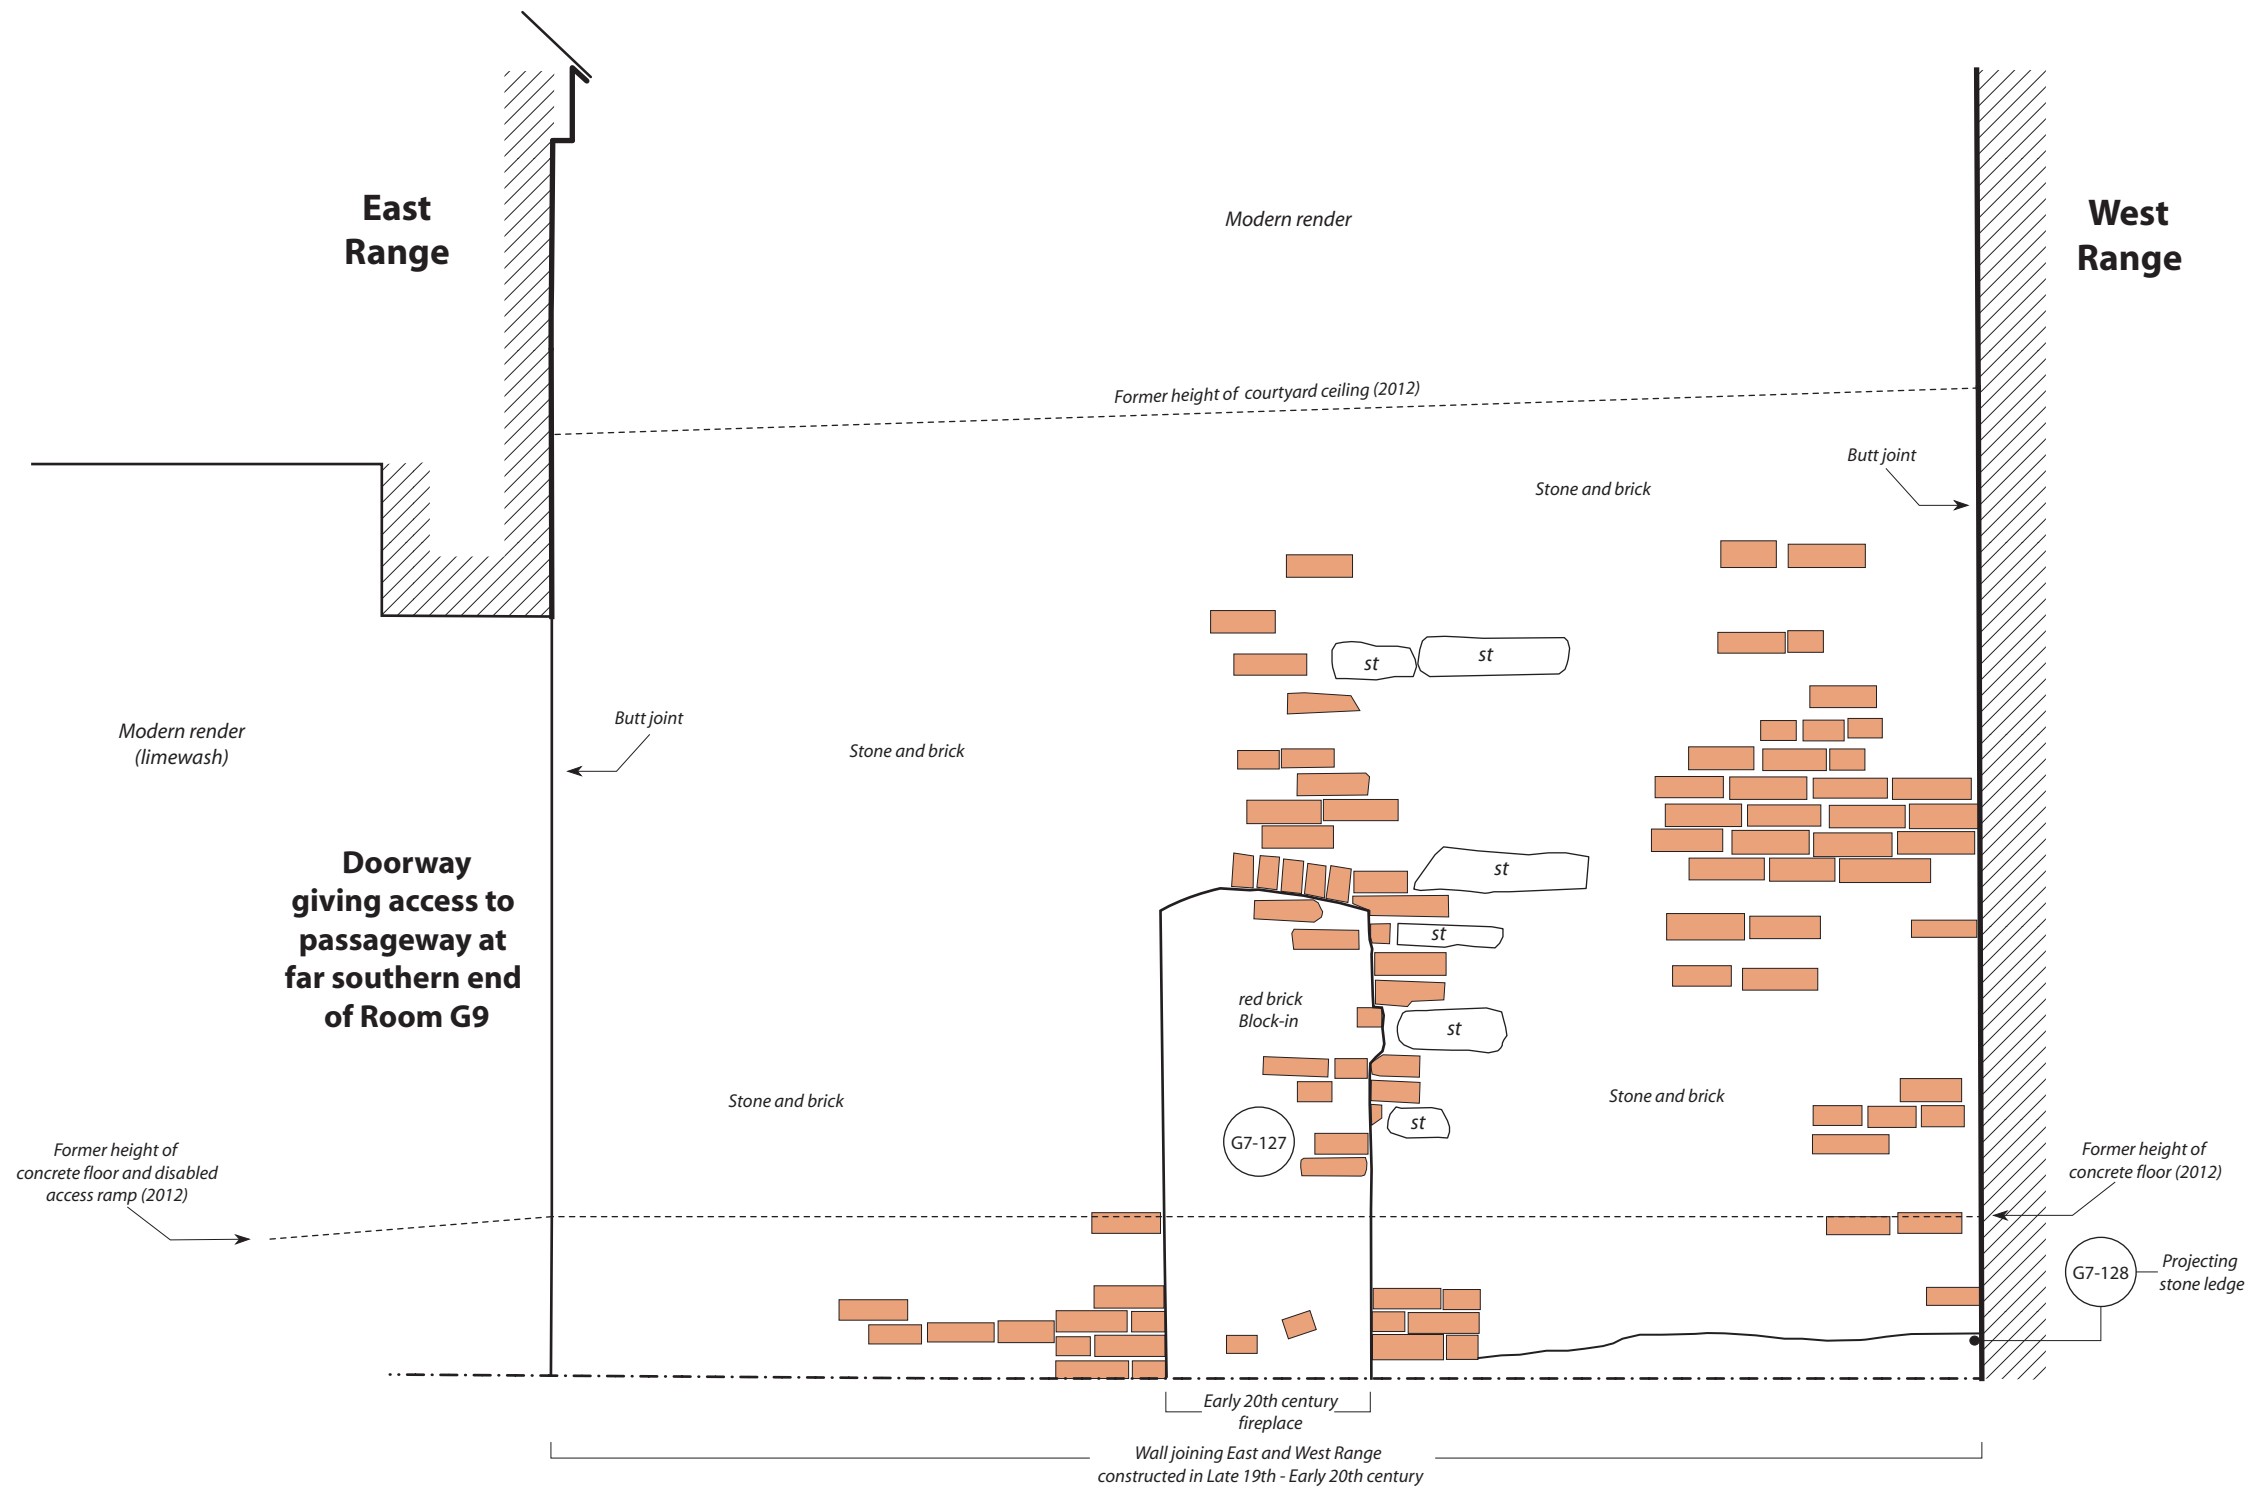 East
Range
Modern render
West
Range
Former height of courtyard ceiling (2012)
Butt joint
Stone and brick
st
st
Modern render
(limewash)
Butt joint
Stone and brick
Doorway
giving access to
passageway at
far southern end
of Room G9
st
st
red brick
Block-in
st
Stone and brick
Stone and brick
st
G7-127
Former height of
concrete floor and disabled
access ramp (2012)
Former height of
concrete floor (2012)
G7-128
Projecting
stone ledge
Early 20th century
fireplace
Wall joining East and West Range
constructed in Late 19th - Early 20th century